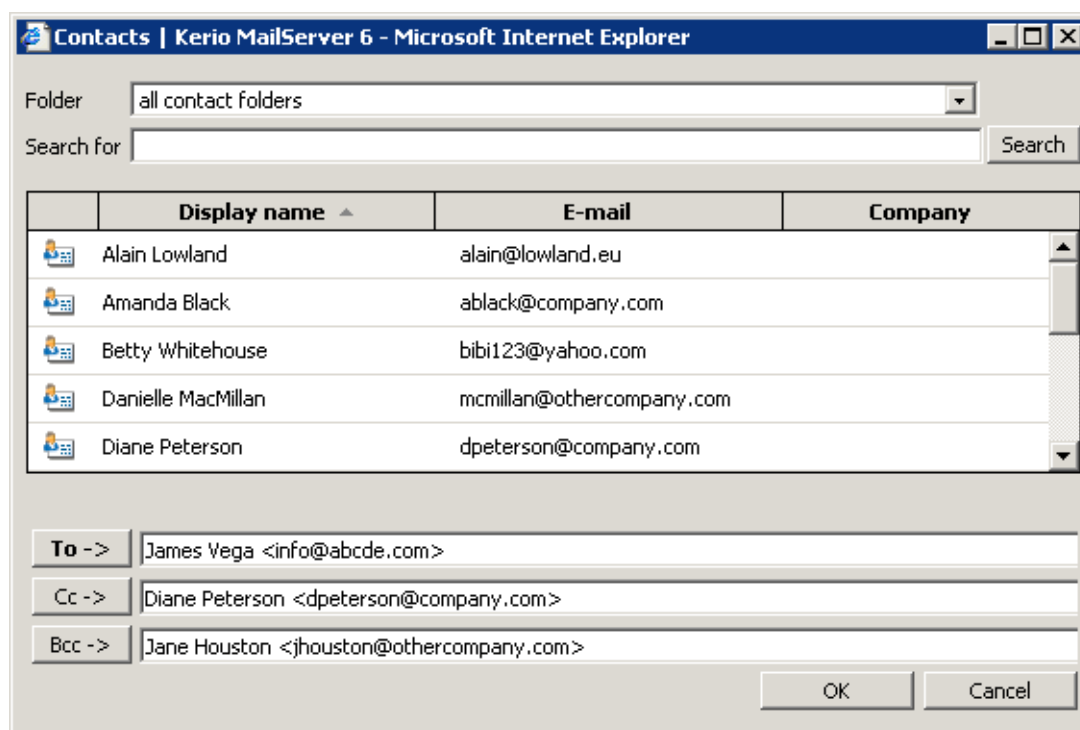 Contacts | Kerio MailServer 6 - Microsoft Internet Explorer
Folder all contact folders
Search for Search
Display name E-mail Company
Alain Lowland alain@lowland.eu
Amanda Black ablack@company.com
Betty Whitehouse bibi123@yahoo.com
Danielle MacMillan mcmillan@othercompany.com
Diane Peterson dpeterson@company.com
To -> James Vega <info@abcde.com>
Cc -> Diane Peterson <dpeterson@company.com>
Bcc -> Jane Houston <jhouston@othercompany.com>
OK Cancel